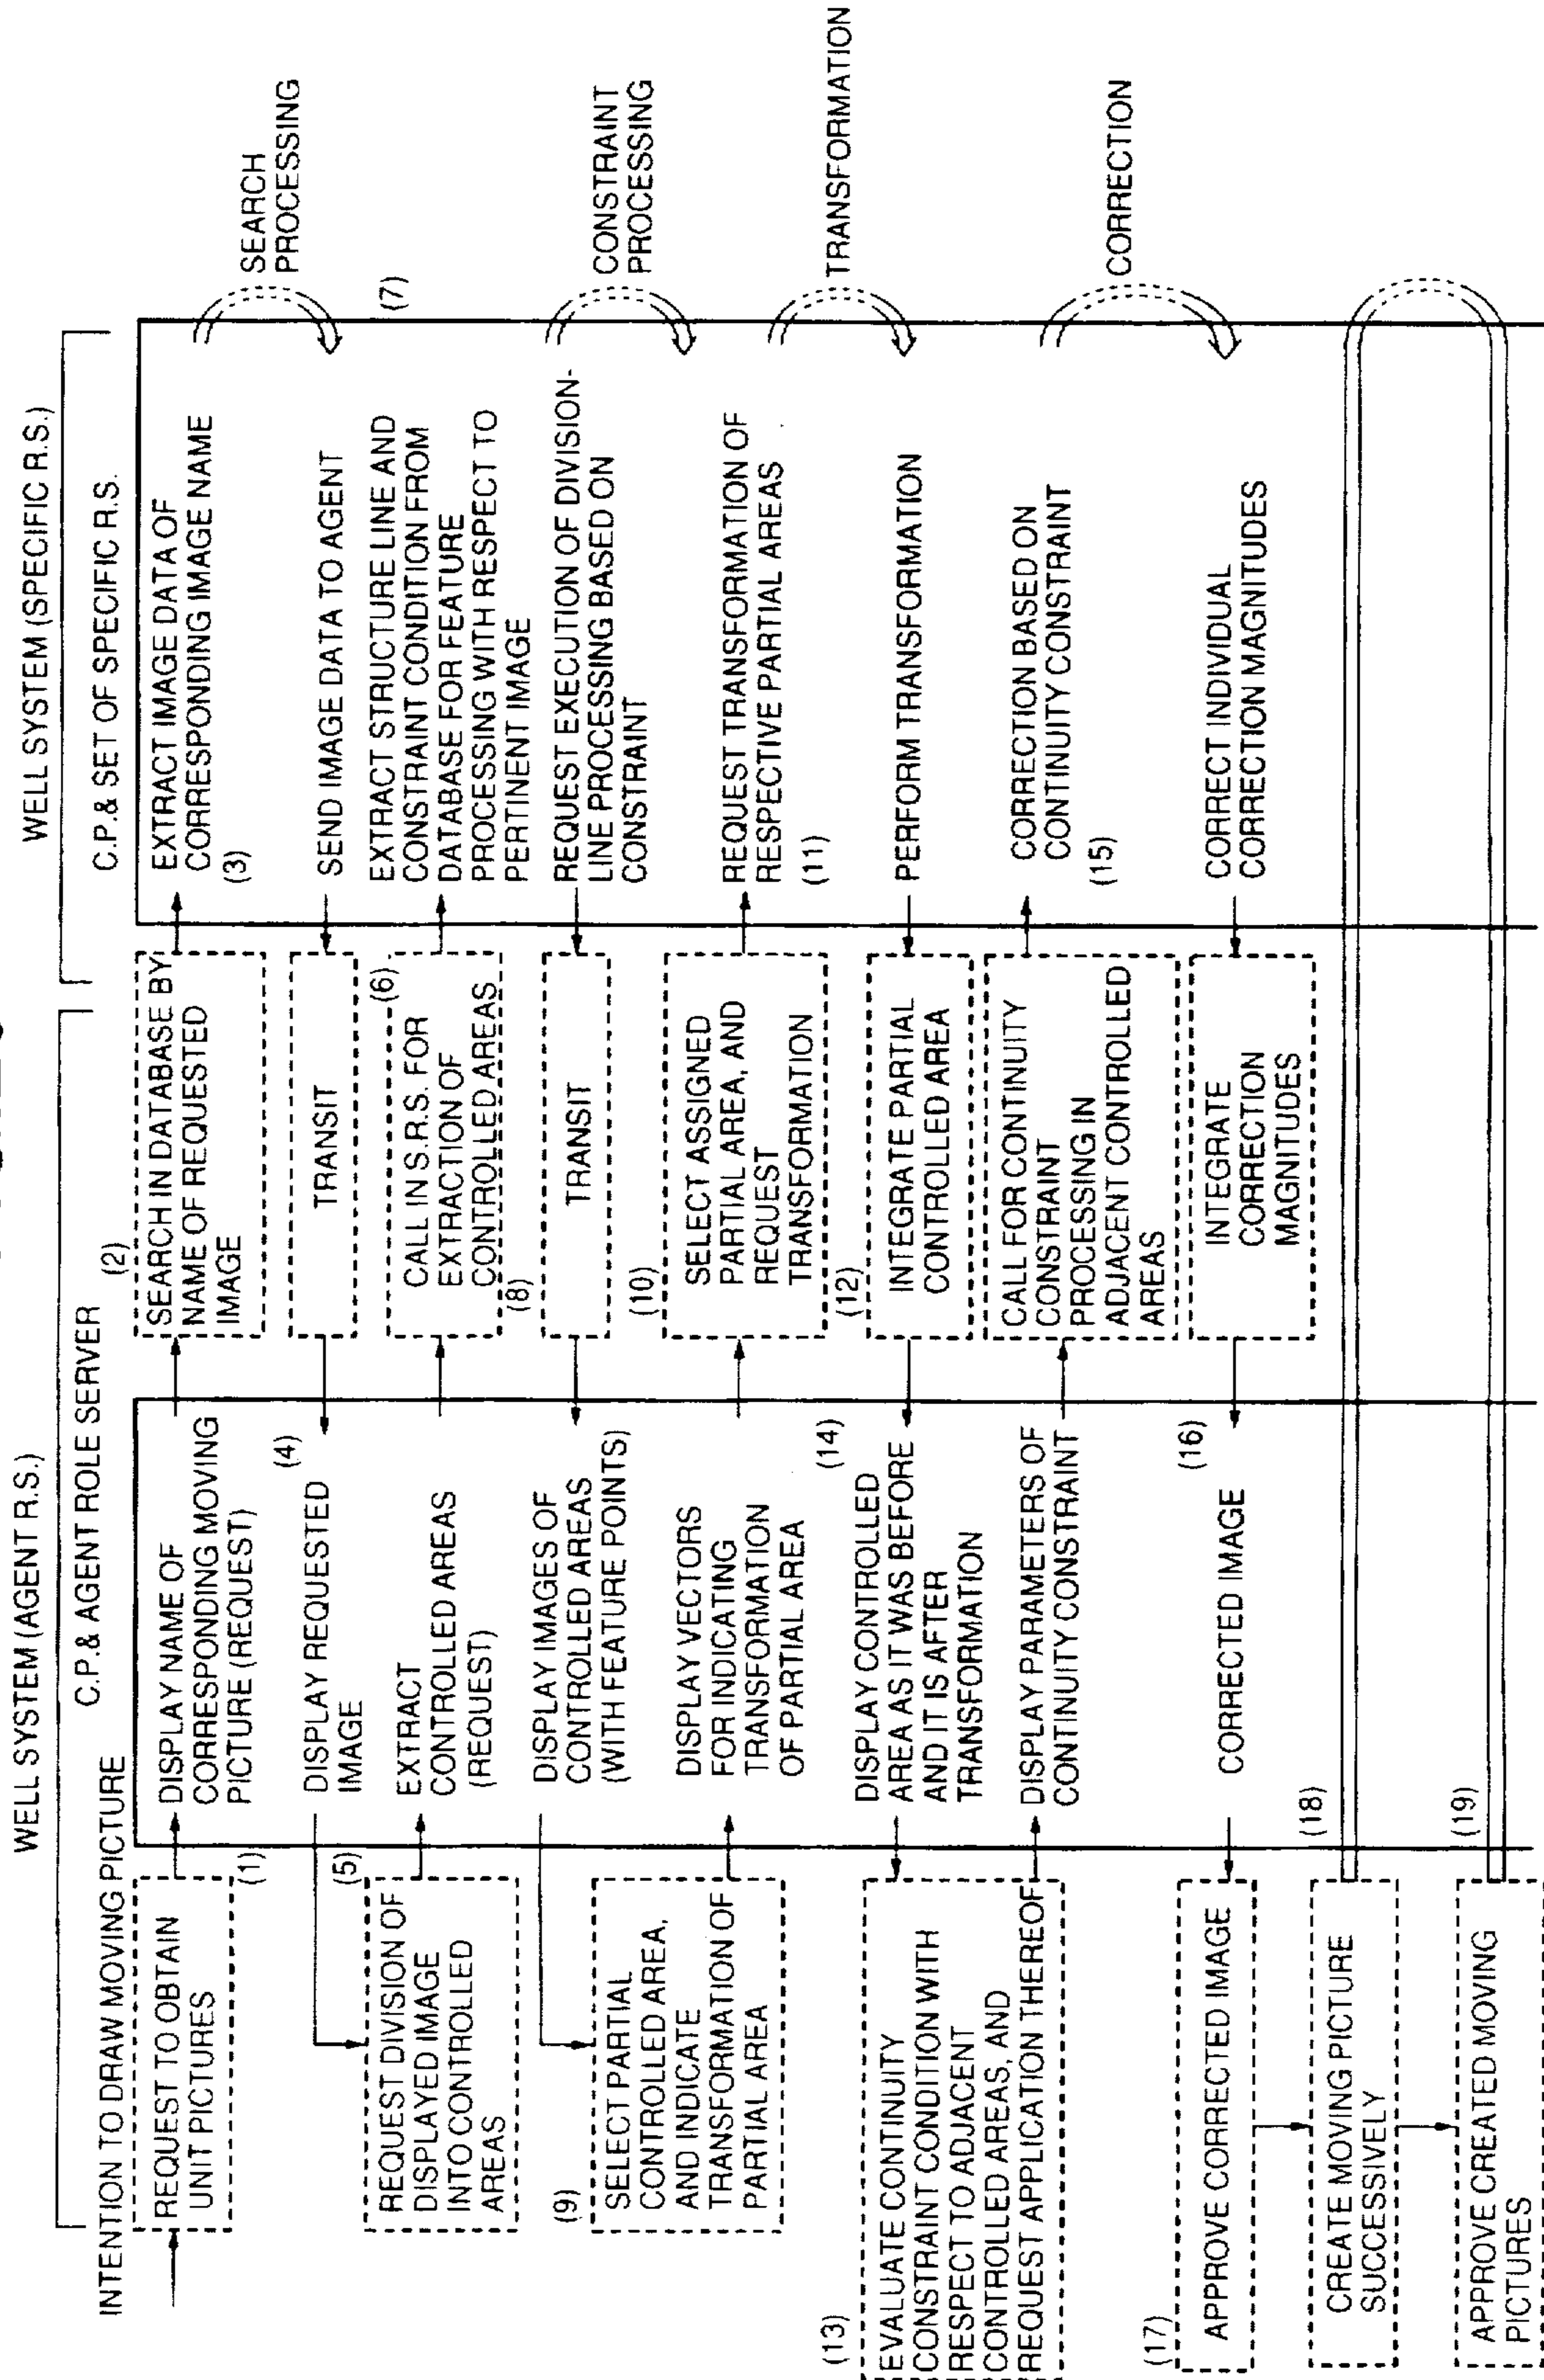 WELL SYSTEM (AGENT R.S.)
WELL SYSTEM (SPECIFIC R.S.)
INTENTION TO DRAW MOVING PICTURE
C.P.& AGENT ROLE SERVER
C.P.& SET OF SPECIFIC R.S.
REQUEST TO OBTAIN
UNIT PICTURES
(1)
DISPLAY NAME OF
CORRESPONDING MOVING
PICTURE (REQUEST)
(2)
SEARCH IN DATABASE BY
NAME OF REQUESTED
IMAGE
EXTRACT IMAGE DATA OF
CORRESPONDING IMAGE NAME
(3)
SEARCH
PROCESSING
(4)
DISPLAY REQUESTED
IMAGE
TRANSIT
SEND IMAGE DATA TO AGENT
(5)
REQUEST DIVISION OF
DISPLAYED IMAGE
INTO CONTROLLED
AREAS
EXTRACT
CONTROLLED AREAS
(REQUEST)
(6)
CALL IN S.R.S. FOR
EXTRACTION OF
CONTROLLED AREAS
(7)
EXTRACT STRUCTURE LINE AND
CONSTRAINT CONDITION FROM
DATABASE FOR FEATURE
PROCESSING WITH RESPECT TO
PERTINENT IMAGE
DISPLAY IMAGES OF
CONTROLLED AREAS
(WITH FEATURE POINTS)
(8)
TRANSIT
REQUEST EXECUTION OF DIVISION-
LINE PROCESSING BASED ON
CONSTRAINT
CONSTRAINT
PROCESSING
(9)
SELECT PARTIAL
CONTROLLED AREA,
AND INDICATE
TRANSFORMATION OF
PARTIAL AREA
DISPLAY VECTORS
FOR INDICATING
TRANSFORMATION
OF PARTIAL AREA
(10)
SELECT ASSIGNED
PARTIAL AREA, AND
REQUEST
TRANSFORMATION
REQUEST TRANSFORMATION OF
RESPECTIVE PARTIAL AREAS
(11)
TRANSFORMATION
(14)
DISPLAY CONTROLLED
AREA AS IT WAS BEFORE
AND IT IS AFTER
TRANSFORMATION
(12)
INTEGRATE PARTIAL
CONTROLLED AREA
PERFORM TRANSFORMATION
(13)
EVALUATE CONTINUITY
CONSTRAINT CONDITION WITH
RESPECT TO ADJACENT
CONTROLLED AREAS, AND
REQUEST APPLICATION THEREOF
DISPLAY PARAMETERS OF
CONTINUITY CONSTRAINT
CALL FOR CONTINUITY
CONSTRAINT
PROCESSING IN
ADJACENT CONTROLLED
AREAS
CORRECTION BASED ON
CONTINUITY CONSTRAINT
(15)
CORRECTION
(16)
CORRECTED IMAGE
INTEGRATE
CORRECTION
MAGNITUDES
CORRECT INDIVIDUAL
CORRECTION MAGNITUDES
(17)
APPROVE CORRECTED IMAGE
(18)
CREATE MOVING PICTURE
SUCCESSIVELY
(19)
APPROVE CREATED MOVING
PICTURES